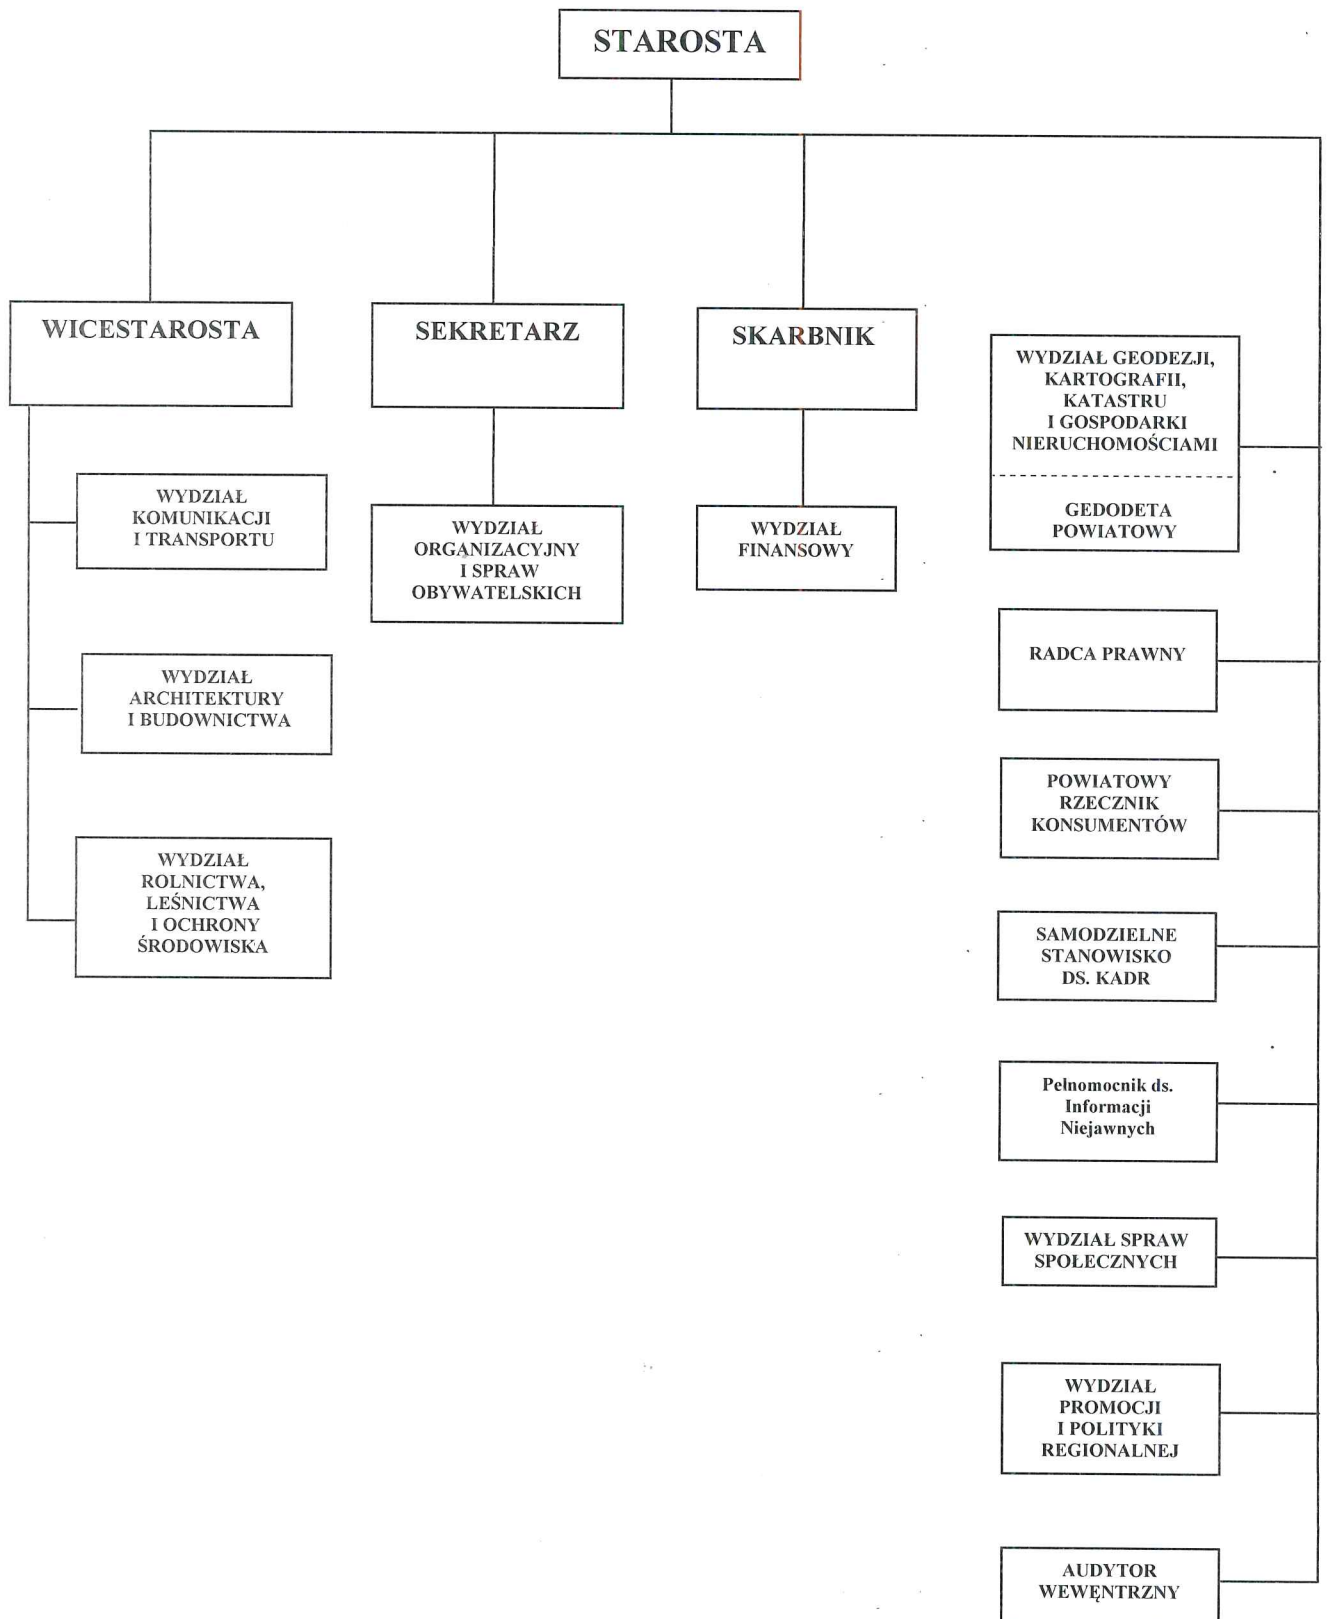 STAROSTA
WICESTAROSTA
SEKRETARZ
SKARBNIK
WYDZIAŁ GEODEZJI,
KARTOGRAFII,
KATASTRU
I GOSPODARKI
NIERUCHOMOŚCIAMI
GEDODETA
POWIATOWY
WYDZIAŁ
KOMUNIKACJI
I TRANSPORTU
WYDZIAŁ
ORGANIZACYJNY
I SPRAW
OBYWATELSKICH
WYDZIAŁ
FINANSOWY
RADCA PRAWNY
WYDZIAŁ
ARCHITEKTURY
I BUDOWNICTWA
POWIATOWY
RZECZNIK
KONSUMENTÓW
WYDZIAŁ
ROLNICTWA,
LEŚNICTWA
I OCHRONY
ŚRODOWISKA
SAMODZIELNE
STANOWISKO
DS. KADR
Pełnomocnik ds.
Informacji
Niejawnych
WYDZIAŁ SPRAW
SPOŁECZNYCH
WYDZIAŁ
PROMOCJI
I POLITYKI
REGIONALNEJ
AUDYTOR
WEWĘNTRZNY